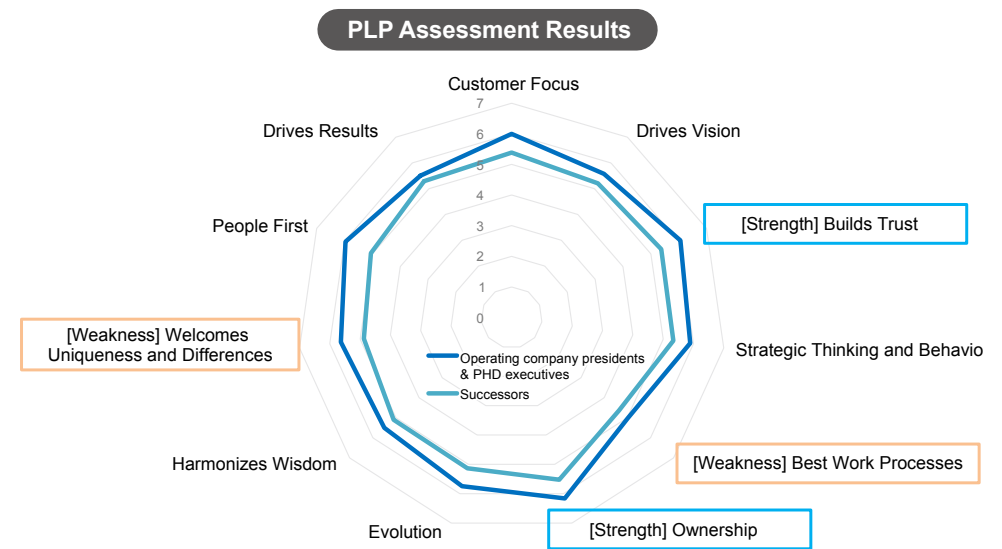 PLP Assessment Results
Customer Focus
7
6
5
4
3
2
1
0
Drives Results
Drives Vision
People First
[Strength] Builds Trust
[Weakness] Welcomes
Uniqueness and Differences
Strategic Thinking and Behavio
Operating company presidents
& PHD executives
Successors
Harmonizes Wisdom
[Weakness] Best Work Processes
Evolution
[Strength] Ownership